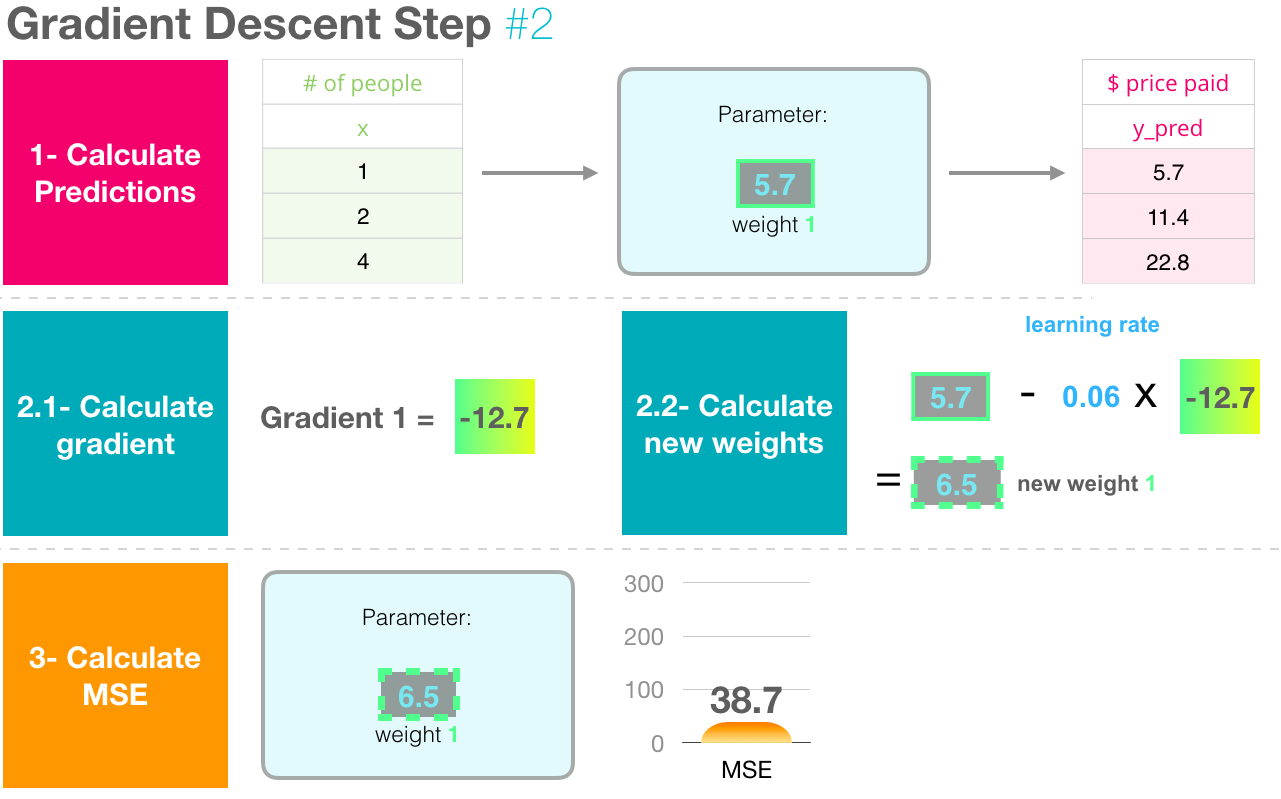 Gradient Descent Step #2
1- Calculate
Predictions
# of people
x
1
2
4
Parameter:
5.7
weight 1
$ price paid
y_pred
5.7
11.4
22.8
2.1- Calculate
gradient
Gradient 1 = -12.7
2.2- Calculate
new weights
learning rate
5.7 - 0.06 X -12.7
= 6.5 new weight 1
3- Calculate
MSE
Parameter:
6.5
weight 1
300
200
100
0
38.7
MSE